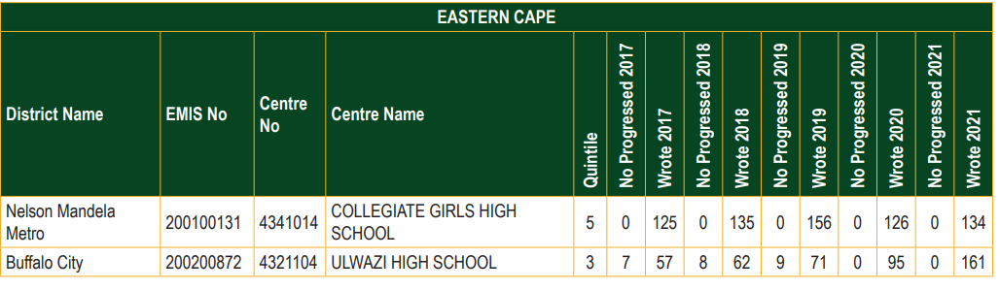 EASTERN CAPE
District Name EMIS No Centre No Centre Name Quintile No Progressed 2017 Wrote 2017 No Progressed 2018 Wrote 2018 No Progressed 2019 Wrote 2019 No Progressed 2020 Wrote 2020 No Progressed 2021 Wrote 2021
Nelson Mandela Metro 200100131 4341014 COLLEGIATE GIRLS HIGH SCHOOL 5 0 125 0 135 0 156 0 126 0 134
Buffalo City 200200872 4321104 ULWAZI HIGH SCHOOL 3 7 57 8 62 9 71 0 95 0 161